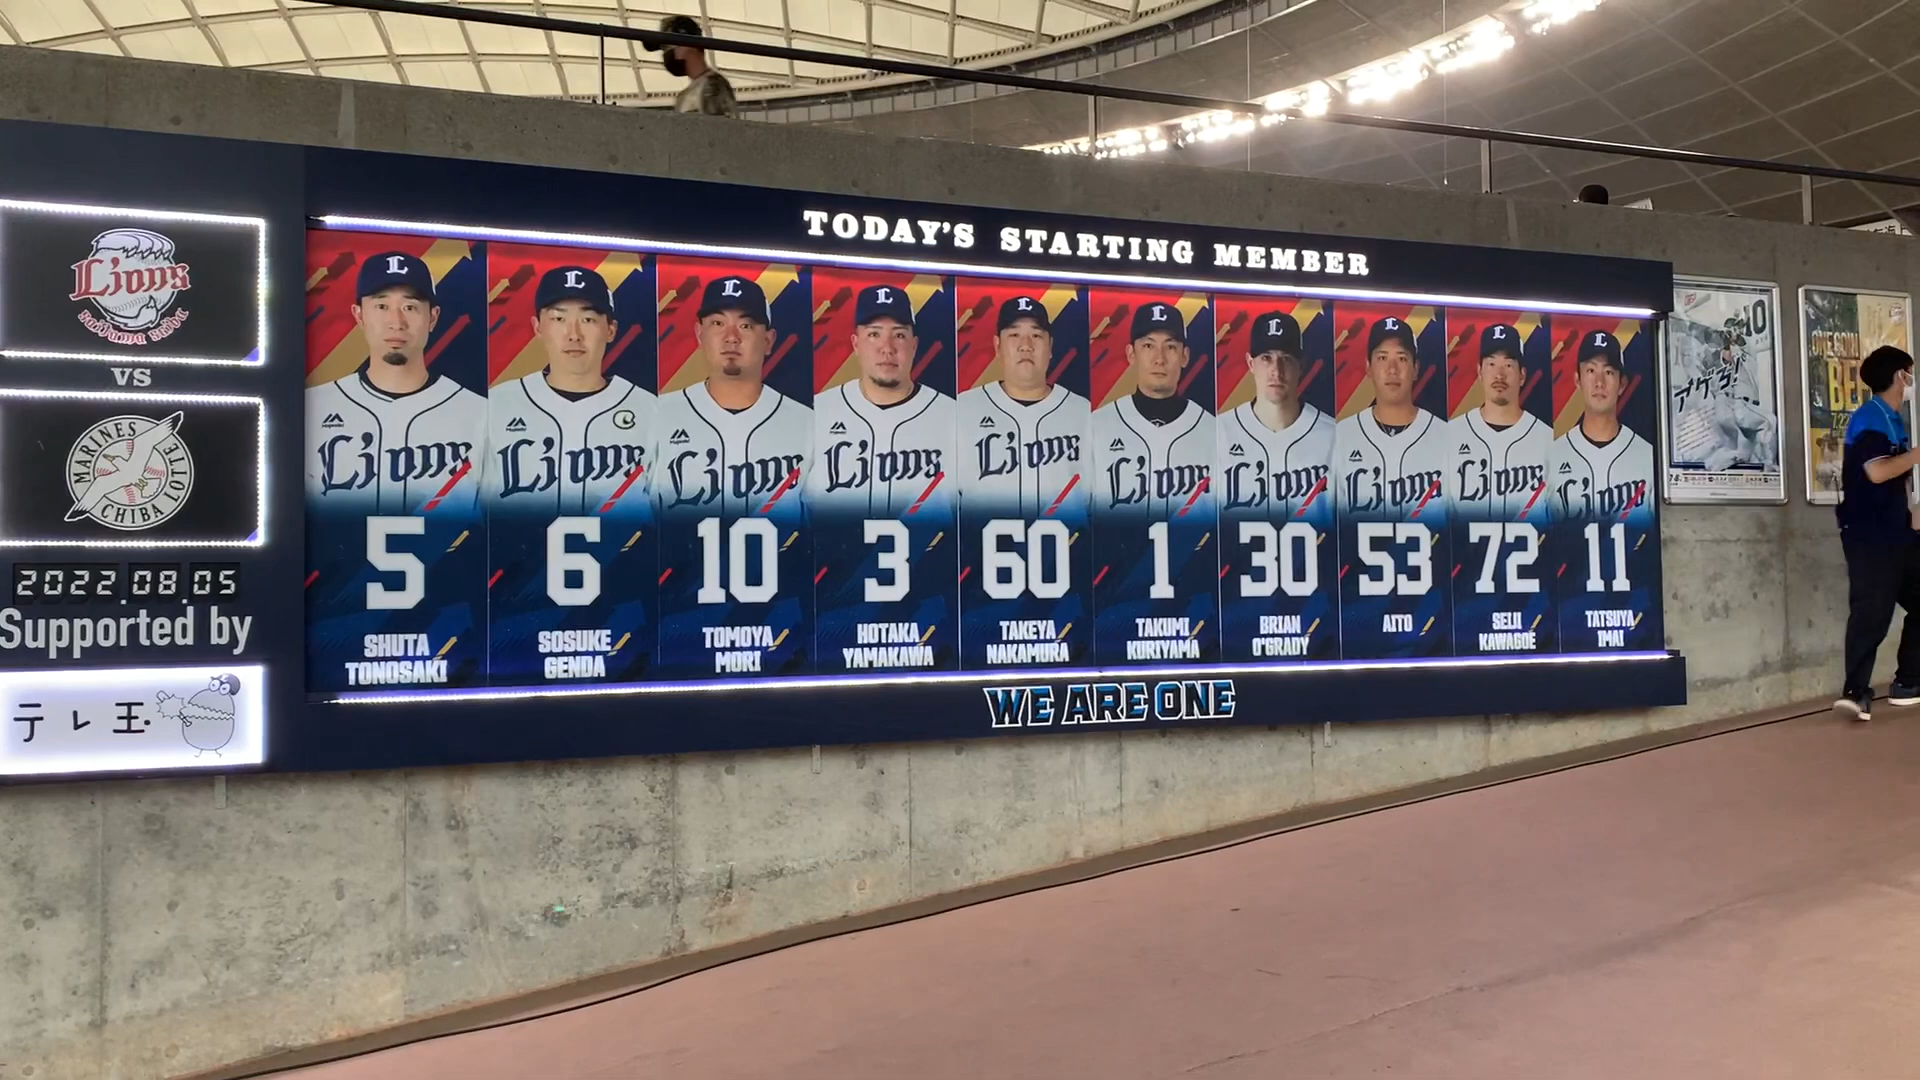 TODAY'S STARTING MEMBER
Lions
VS
MARINES
CHIBA LOTTE
2022.08.05
Supported by
テレ玉
5
SHUTA
TONOSAKI
6
SOSUKE
GENDA
10
TOMOYA
MORI
3
HOTAKA
YAMAKAWA
60
TAKEYA
NAKAMURA
1
TAKUMI
KURIYAMA
30
BRIAN
O'GRADY
53
AITO
72
SEIJI
KAWAGOE
11
TATSUYA
IMAI
Lions
Lions
Lions
Lions
Lions
Lions
Lions
Lions
Lions
Lions
WE ARE ONE